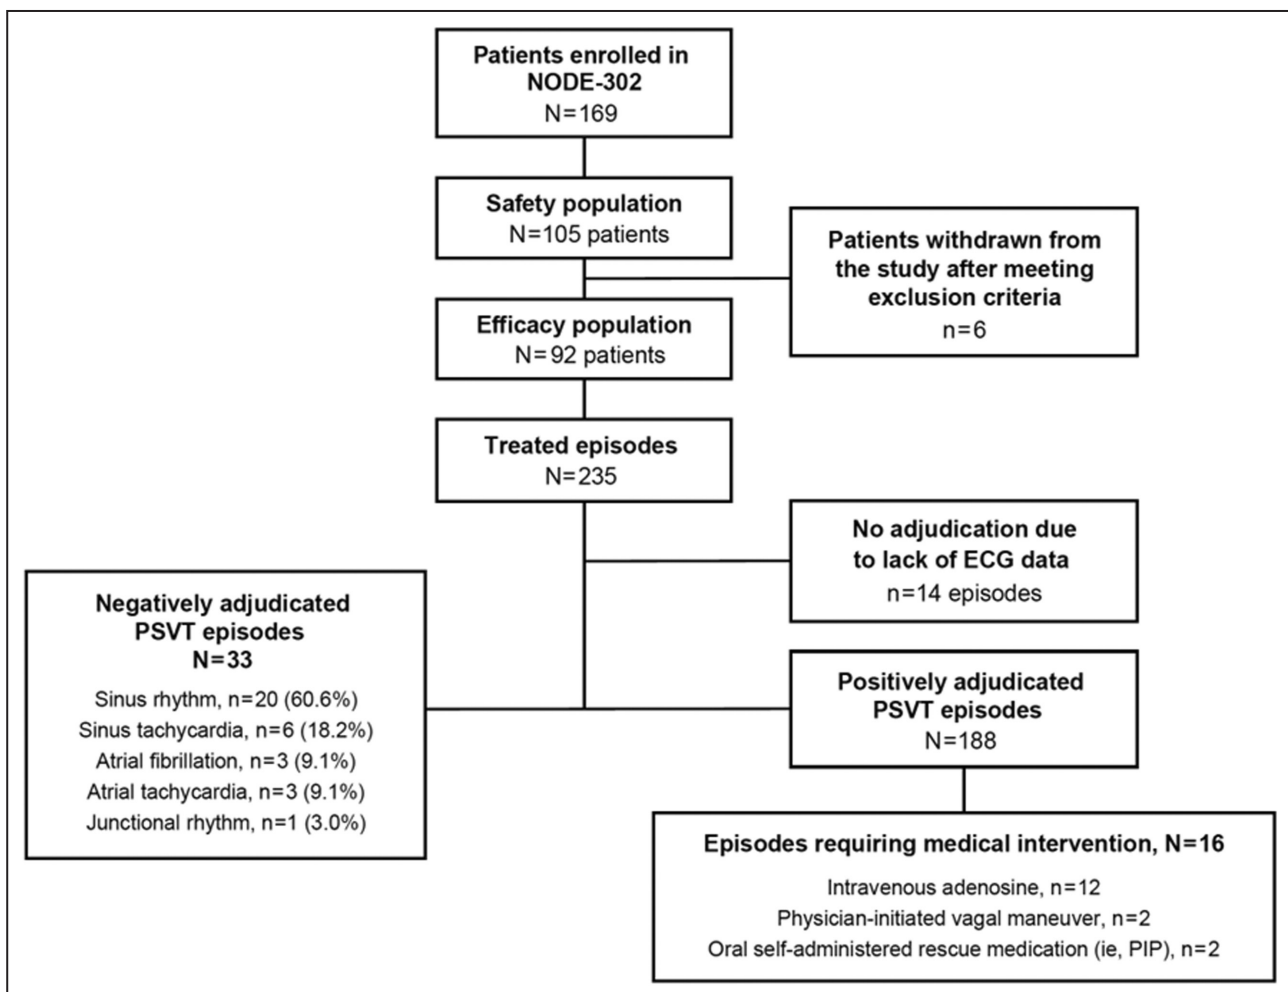 Patients enrolled in
NODE-302
N=169
Safety population
N=105 patients
Patients withdrawn from
the study after meeting
exclusion criteria
n=6
Efficacy population
N=92 patients
Treated episodes
N=235
No adjudication due
to lack of ECG data
n=14 episodes
Negatively adjudicated
PSVT episodes
N=33
Sinus rhythm, n=20 (60.6%)
Sinus tachycardia, n=6 (18.2%)
Atrial fibrillation, n=3 (9.1%)
Atrial tachycardia, n=3 (9.1%)
Junctional rhythm, n=1 (3.0%)
Positively adjudicated
PSVT episodes
N=188
Episodes requiring medical intervention, N=16
Intravenous adenosine, n=12
Physician-initiated vagal maneuver, n=2
Oral self-administered rescue medication (ie, PIP), n=2